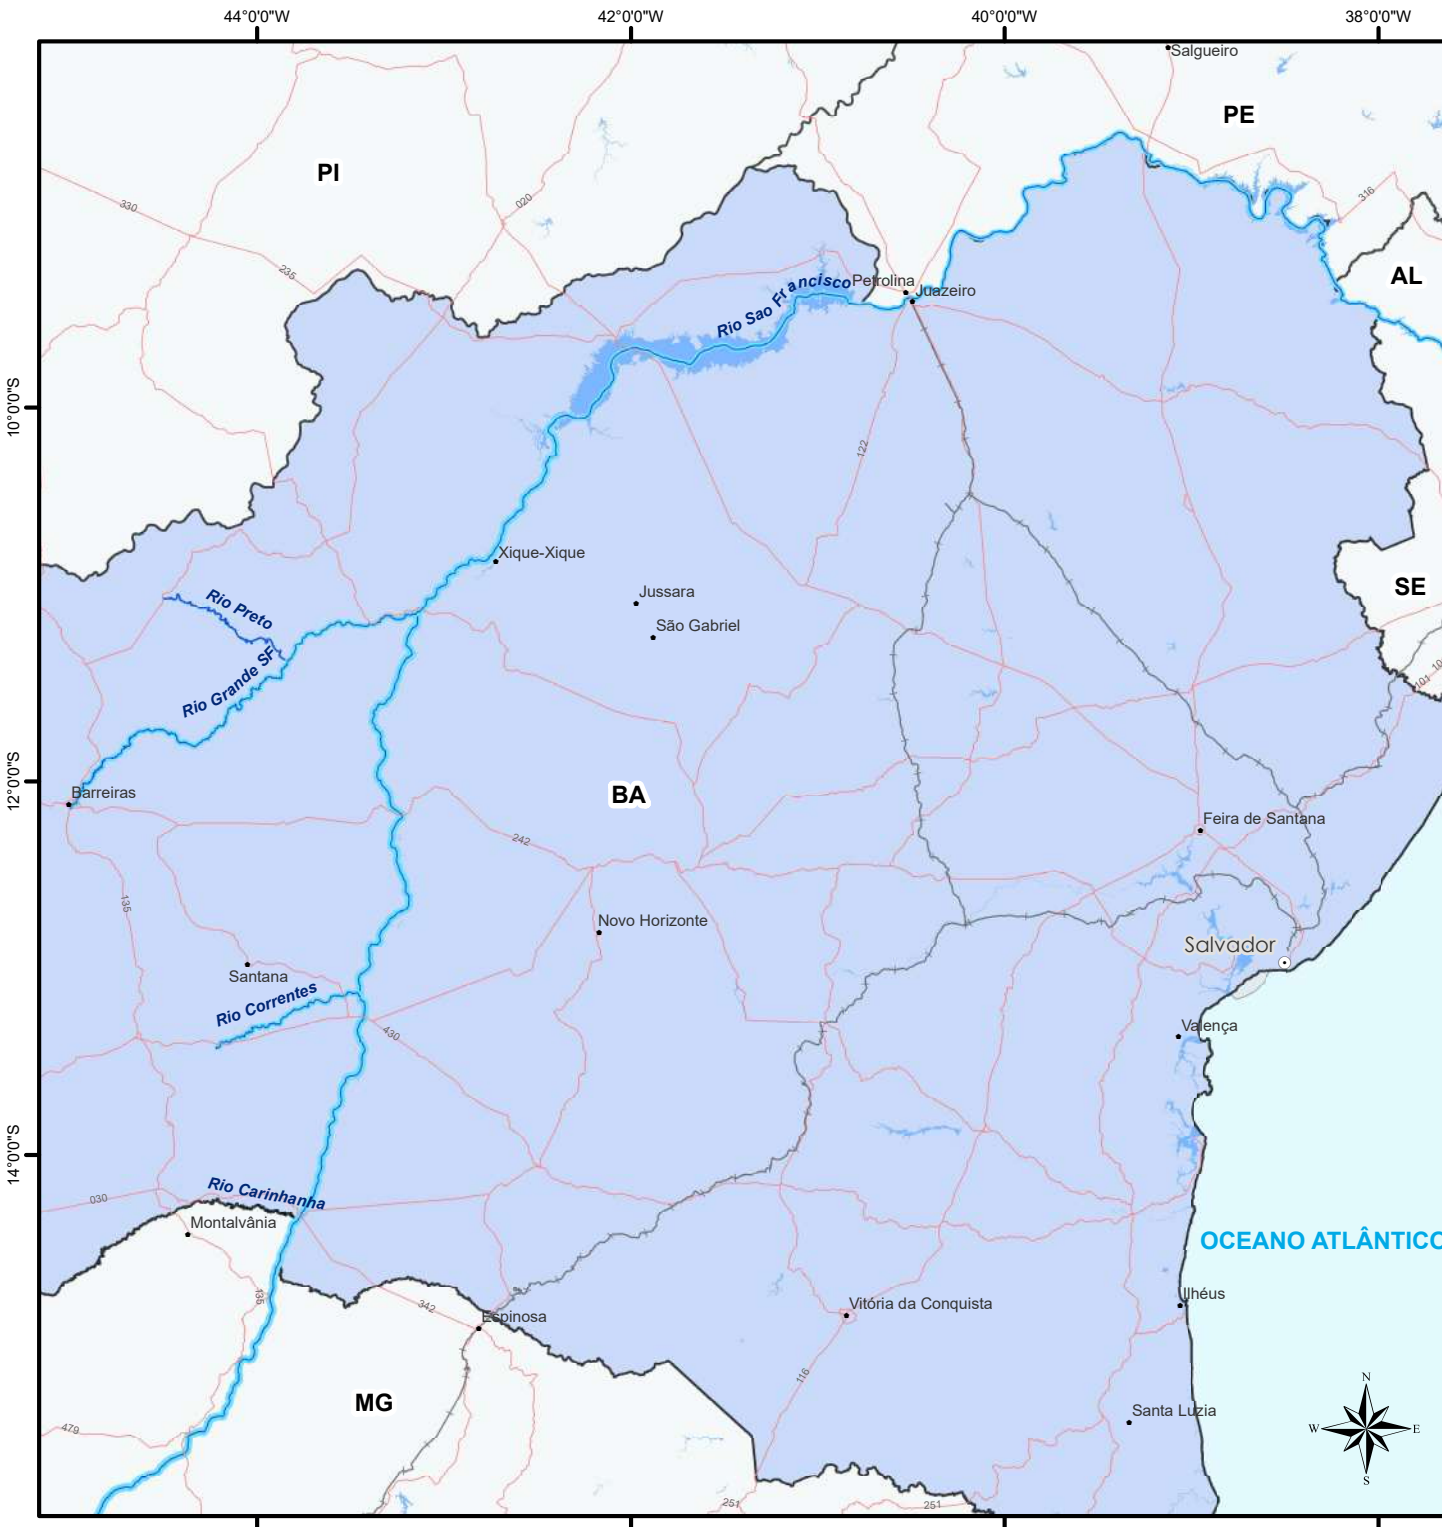 44°0'0"W
42°0'0"W
40°0'0"W
38°0'0"W
Salgueiro
PE
PI
330
020
316
235
AL
Rio Sao Francisco
Petrolina
Juazeiro
10°0'0"S
122
Xique-Xique
SE
Jussara
Rio Preto
São Gabriel
Rio Grande SF
101
12°0'0"S
Barreiras
BA
Feira de Santana
242
135
Novo Horizonte
Salvador
Santana
Rio Correntes
430
Valença
14°0'0"S
Rio Carinhanha
030
Montalvânia
OCEANO ATLÂNTICO
135
342
Espinosa
Vitória da Conquista
Ilhéus
116
MG
Santa Luzia
479
N
W
E
S
251
251